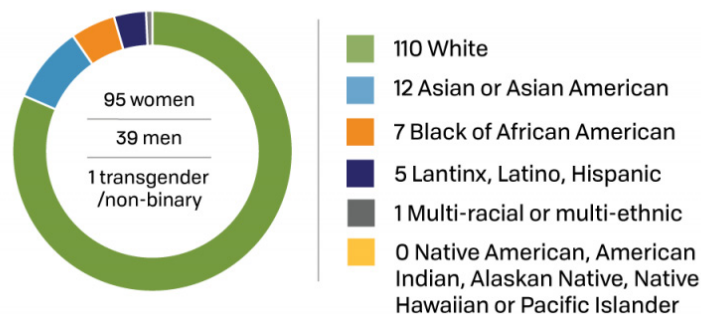 95 women
39 men
1 transgender
/non-binary
110 White
12 Asian or Asian American
7 Black of African American
5 Lantinx, Latino, Hispanic
1 Multi-racial or multi-ethnic
0 Native American, American
Indian, Alaskan Native, Native
Hawaiian or Pacific Islander